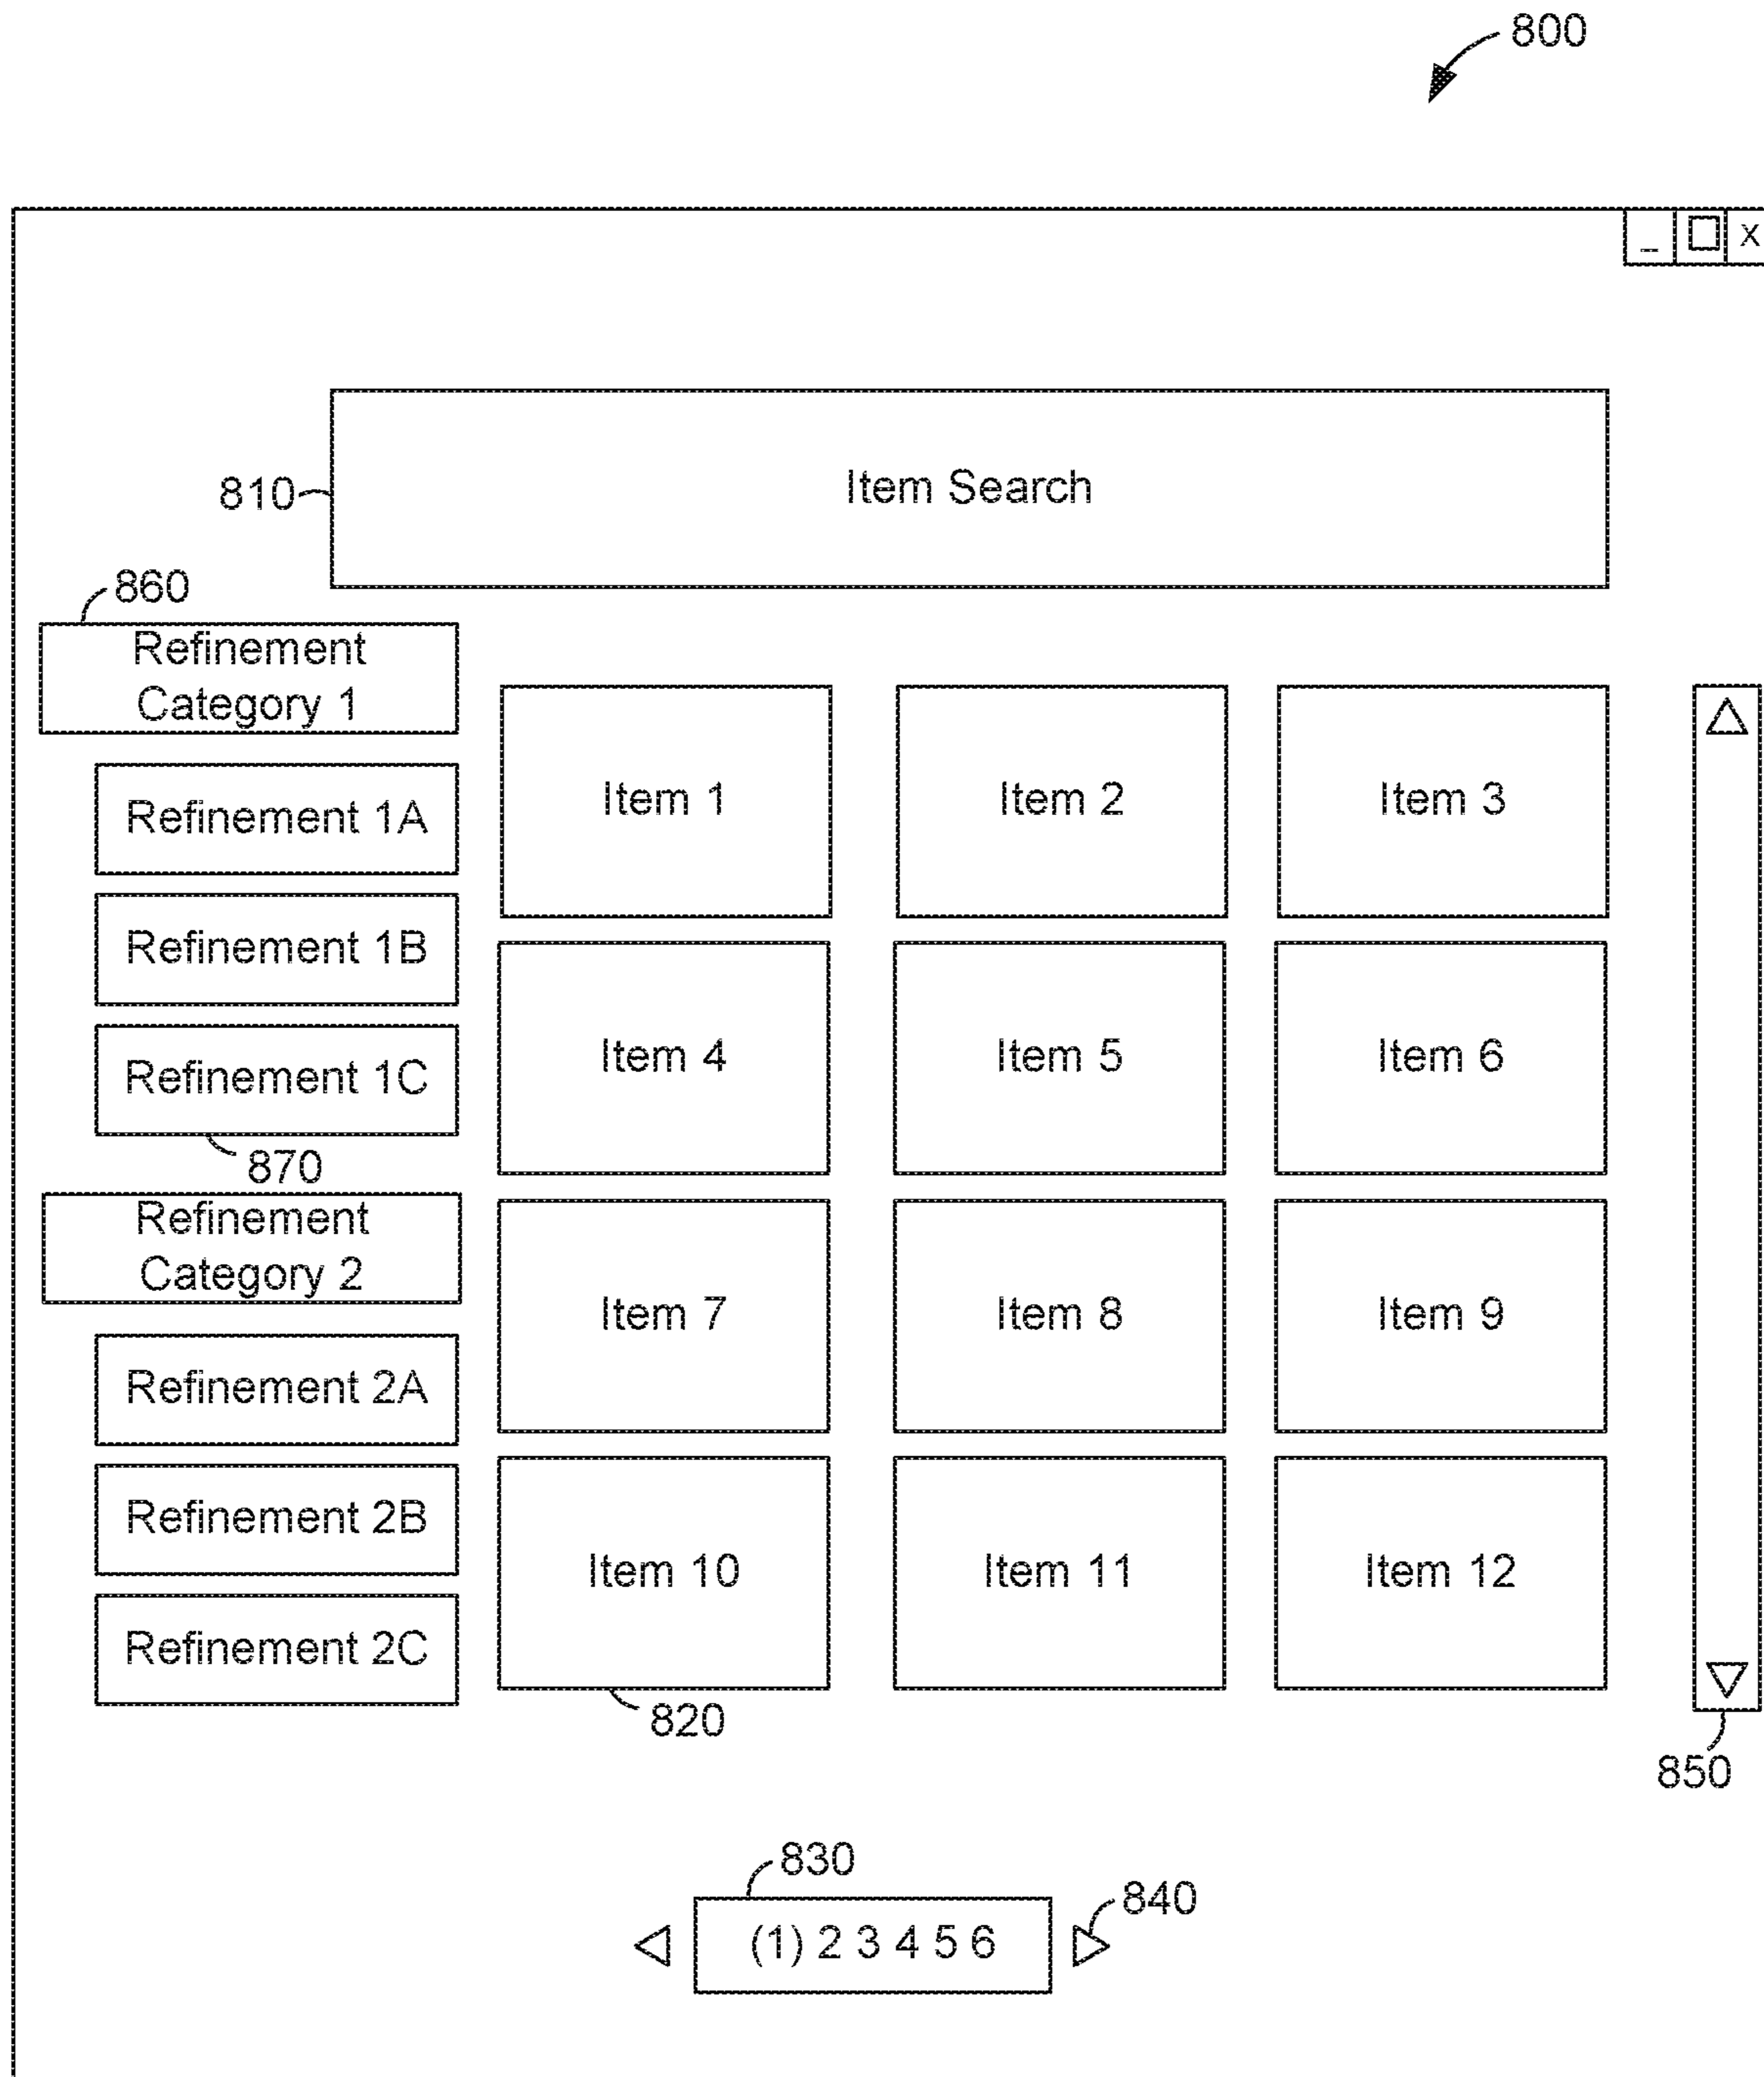 800
_ □ X
Item Search
810
860
Refinement
Category 1
Refinement 1A
Refinement 1B
Refinement 1C
870
Refinement
Category 2
Refinement 2A
Refinement 2B
Refinement 2C
Item 1 Item 2 Item 3
Item 4 Item 5 Item 6
Item 7 Item 8 Item 9
Item 10 Item 11 Item 12
820
850
830
840
(1) 2 3 4 5 6